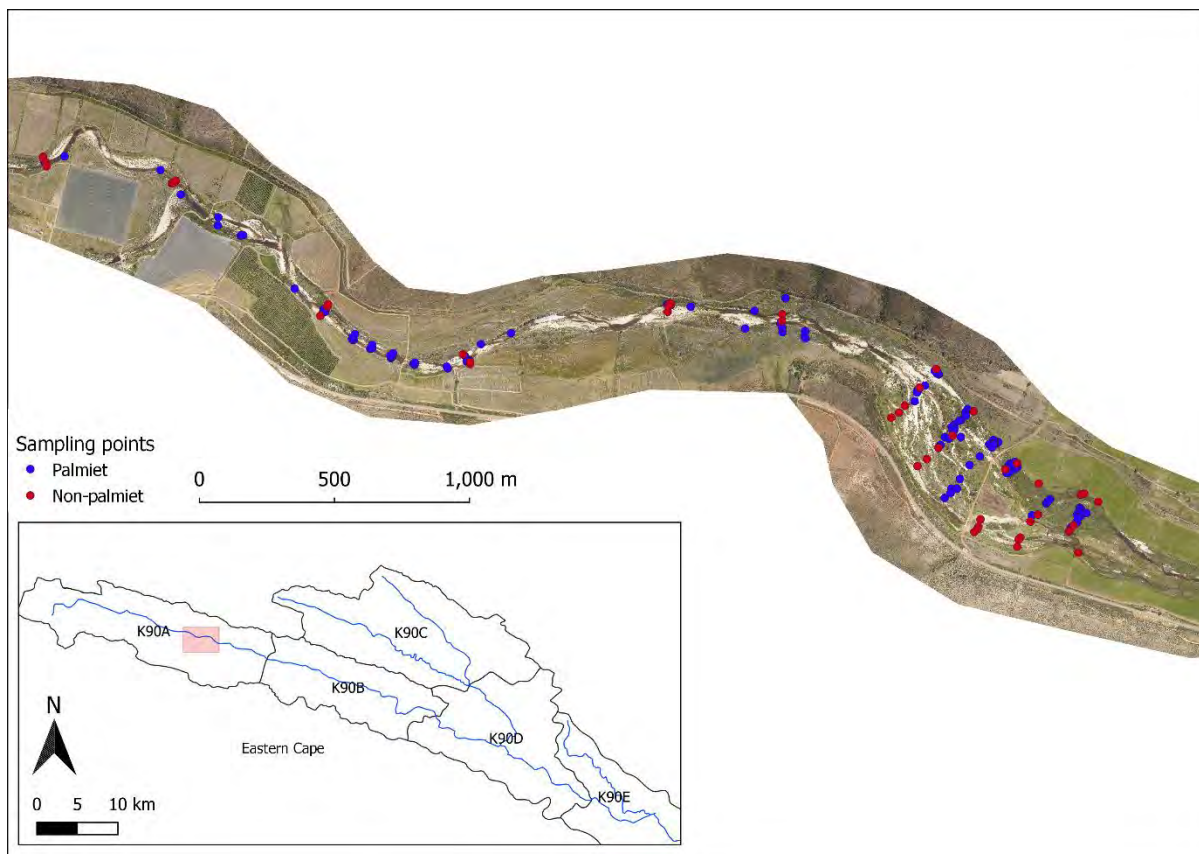 Sampling points
Palmiet
Non-palmiet
0 500 1,000 m
K90A
K90C
K90B
K90D
K90E
Eastern Cape
N
0 5 10 km